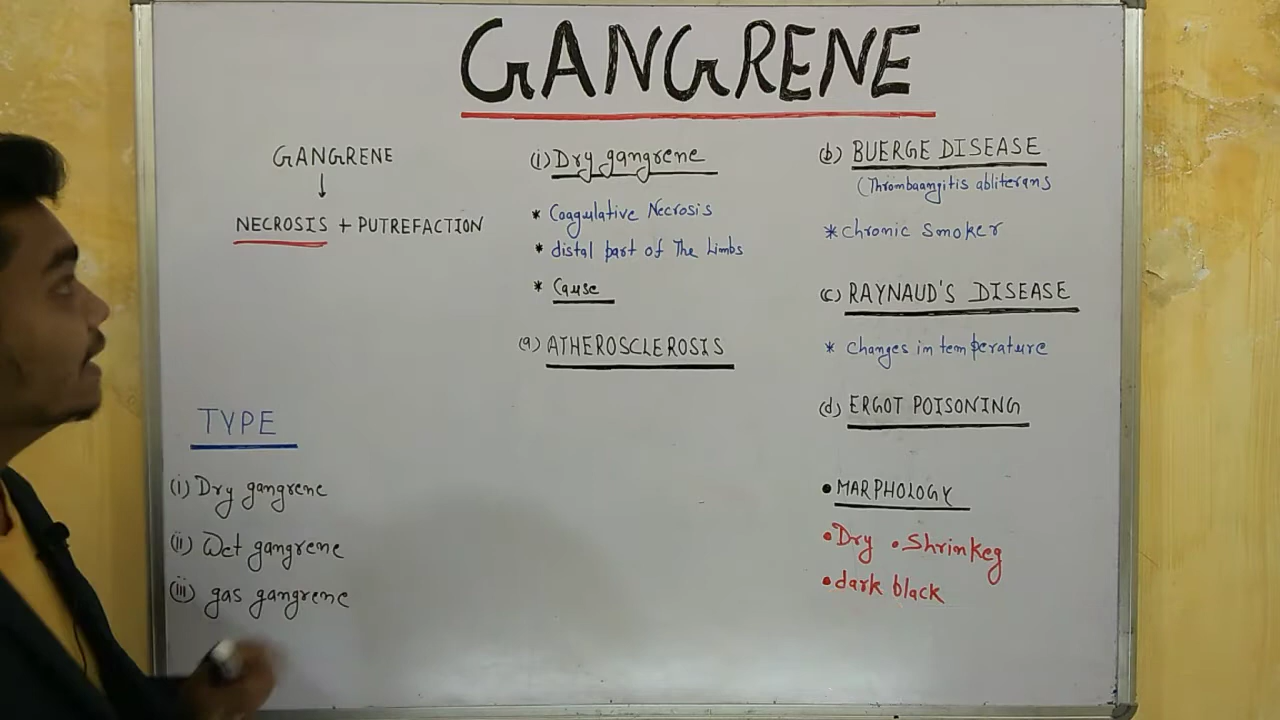 GANGRENE
GANGRENE
↓
NECROSIS + PUTREFACTION
TYPE
(i) Dry gangrene
(ii) Wet gangrene
(iii) gas gangrene
(i) Dry gangrene
* Coagulative Necrosis
* distal part of The Limbs
* Cause
(a) ATHEROSCLEROSIS
(b) BUERGE DISEASE
(Thrombaangitis abliterans
* Chronic Smoker
(c) RAYNAUD'S DISEASE
* Changes in temperature
(d) ERGOT POISONING
• MARPHOLOGY
• Dry • Shrinkeg
• dark black